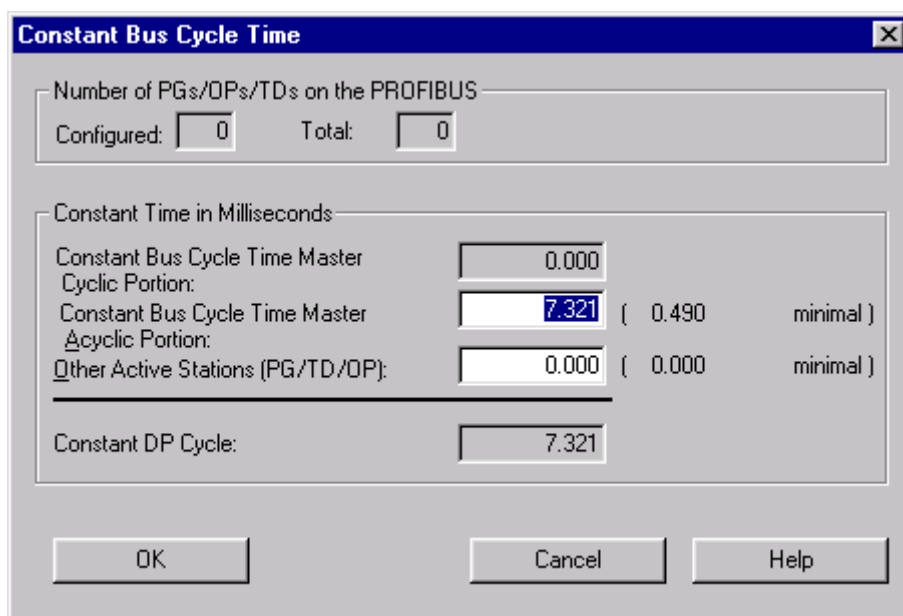 Constant Bus Cycle Time
Number of PGs/OPs/TDs on the PROFIBUS
Configured: 0 Total: 0
Constant Time in Milliseconds
Constant Bus Cycle Time Master 0.000
Cyclic Portion:
Constant Bus Cycle Time Master 7.321 ( 0.490 minimal )
Acyclic Portion:
Other Active Stations (PG/TD/OP): 0.000 ( 0.000 minimal )
Constant DP Cycle: 7.321
OK Cancel Help